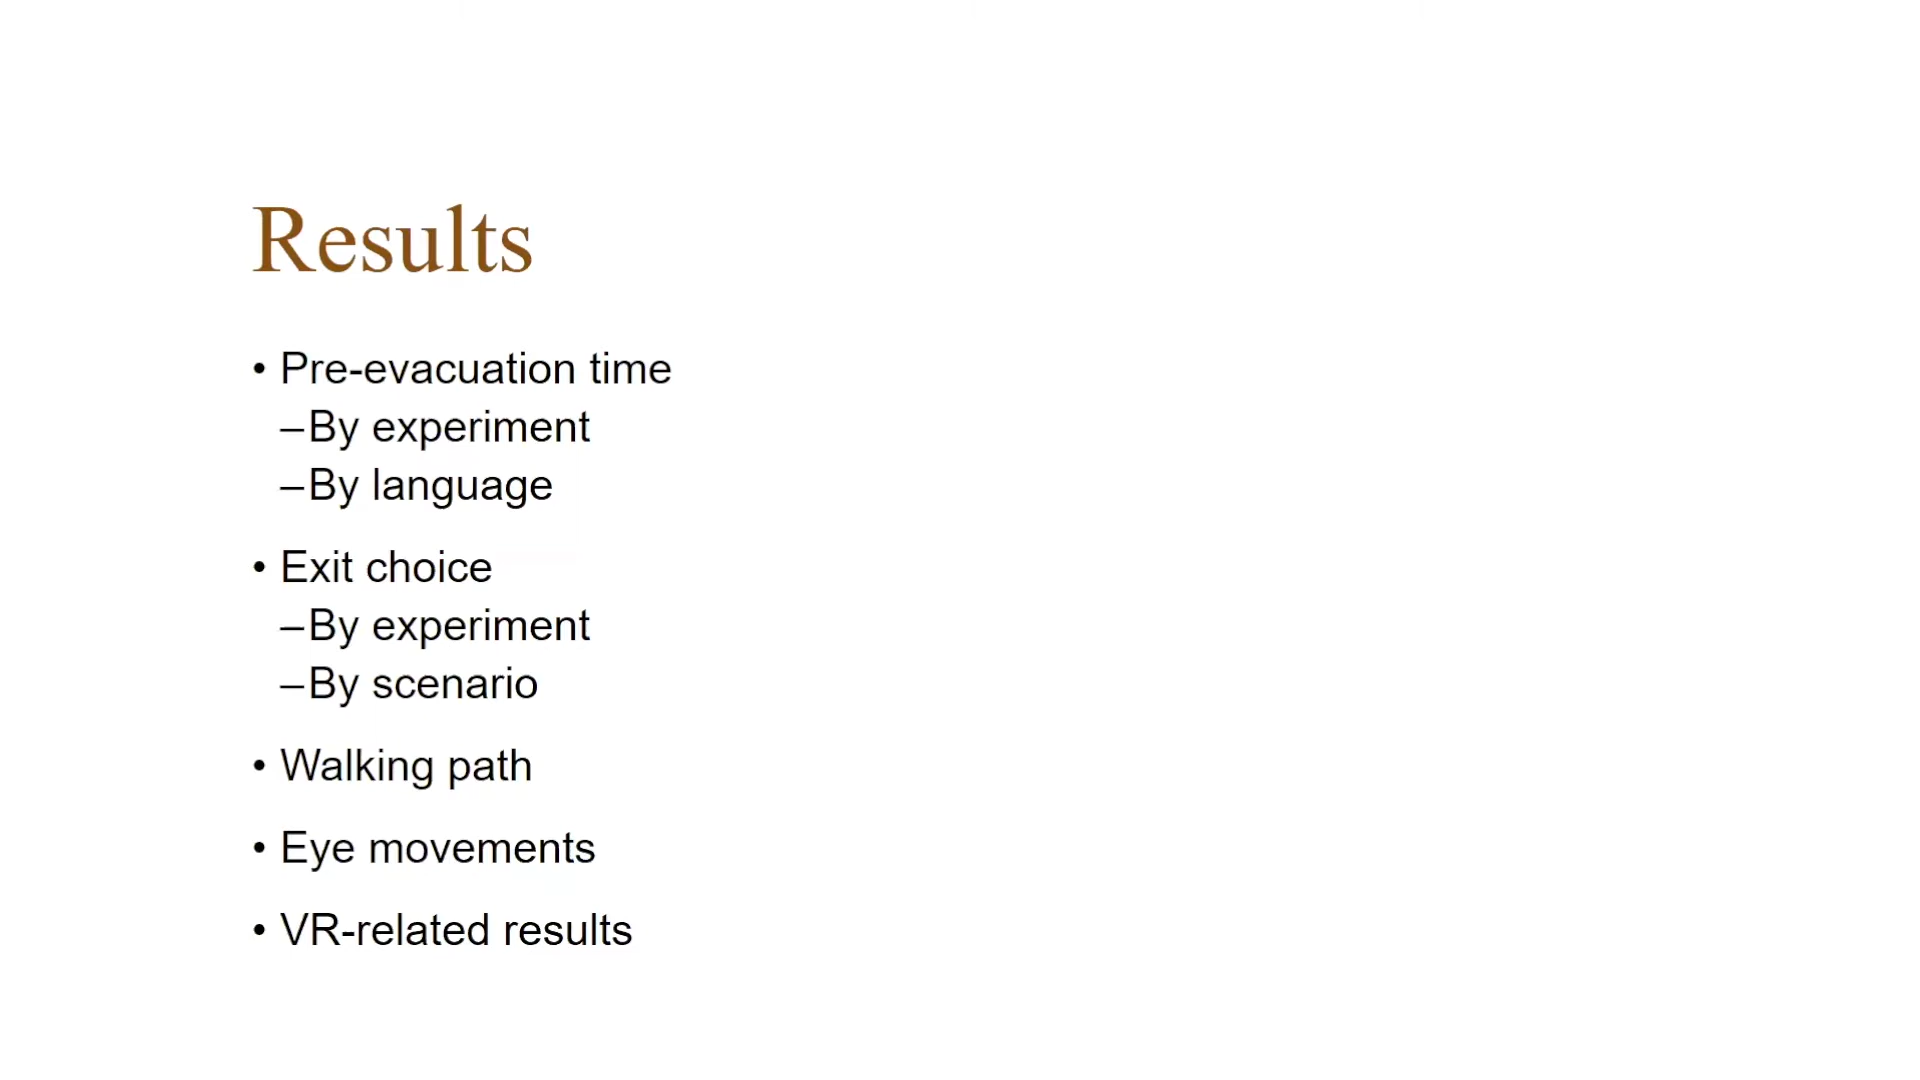 Results
• Pre-evacuation time
–By experiment
–By language
• Exit choice
–By experiment
–By scenario
• Walking path
• Eye movements
• VR-related results